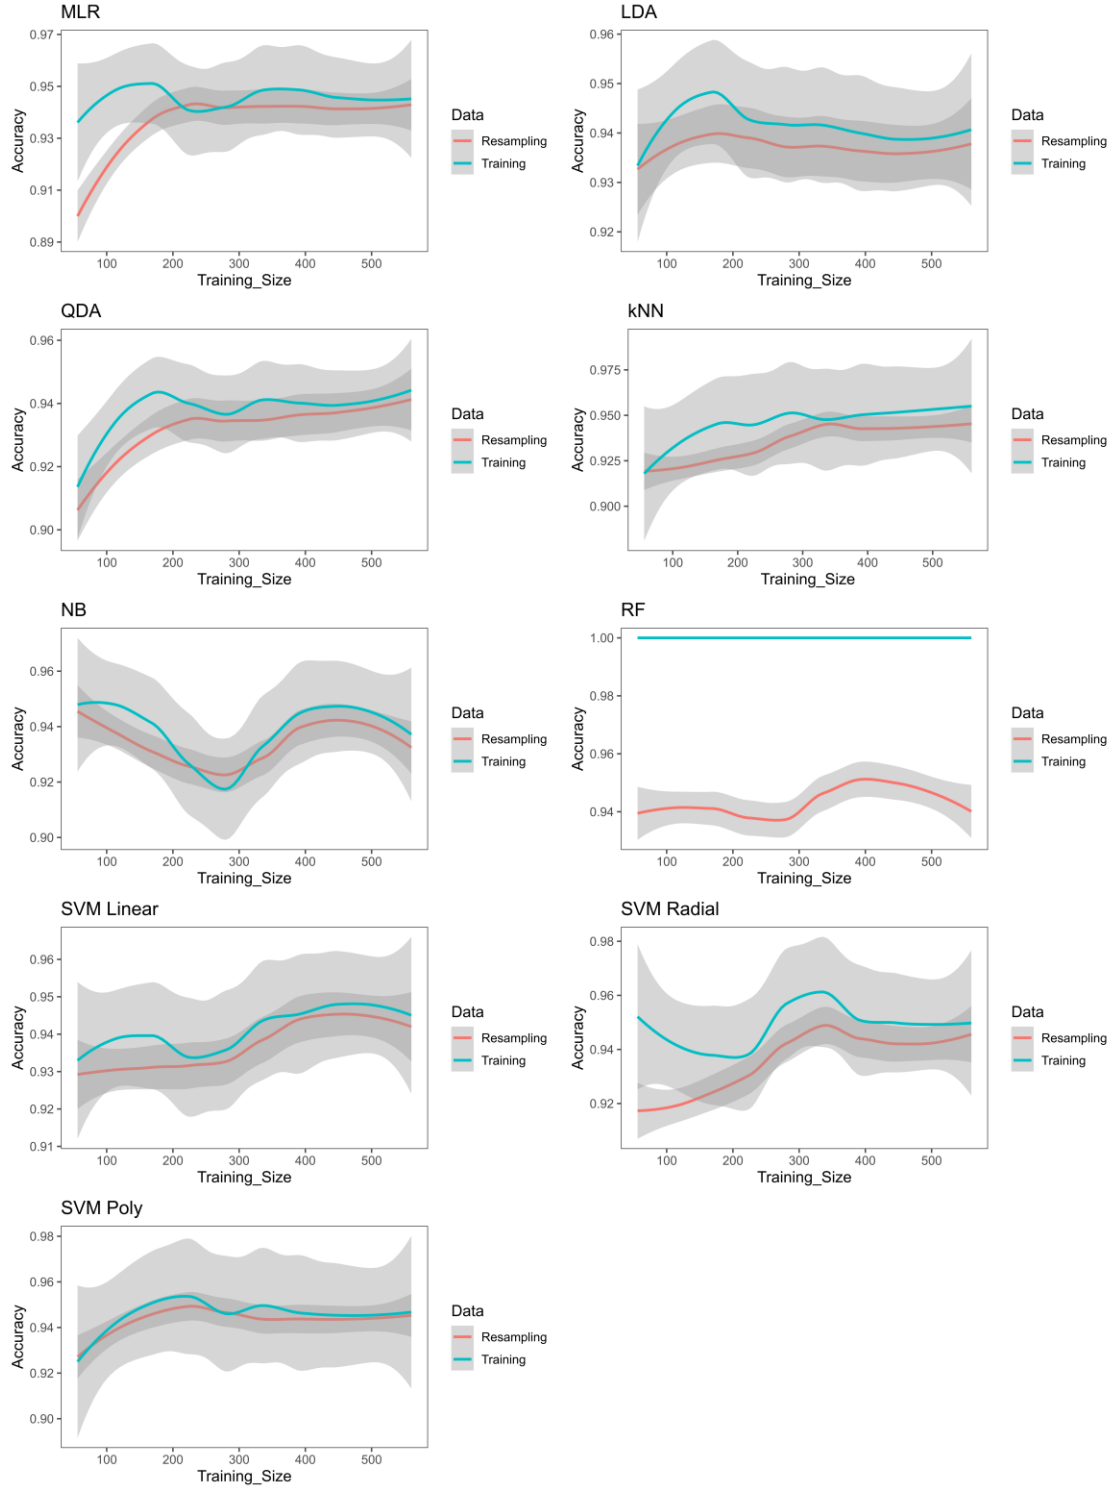 MLR
0.97
0.95
0.93
0.91
0.89
Accuracy
100 200 300 400 500
Training_Size
Data
Resampling
Training
LDA
0.96
0.95
0.94
0.93
0.92
Accuracy
100 200 300 400 500
Training_Size
Data
Resampling
Training
QDA
0.96
0.94
0.92
0.90
Accuracy
100 200 300 400 500
Training_Size
Data
Resampling
Training
kNN
0.975
0.950
0.925
0.900
Accuracy
100 200 300 400 500
Training_Size
Data
Resampling
Training
NB
0.96
0.94
0.92
0.90
Accuracy
100 200 300 400 500
Training_Size
Data
Resampling
Training
RF
1.00
0.98
0.96
0.94
Accuracy
100 200 300 400 500
Training_Size
Data
Resampling
Training
SVM Linear
0.96
0.95
0.94
0.93
0.92
0.91
Accuracy
100 200 300 400 500
Training_Size
Data
Resampling
Training
SVM Radial
0.98
0.96
0.94
0.92
Accuracy
100 200 300 400 500
Training_Size
Data
Resampling
Training
SVM Poly
0.98
0.96
0.94
0.92
0.90
Accuracy
100 200 300 400 500
Training_Size
Data
Resampling
Training